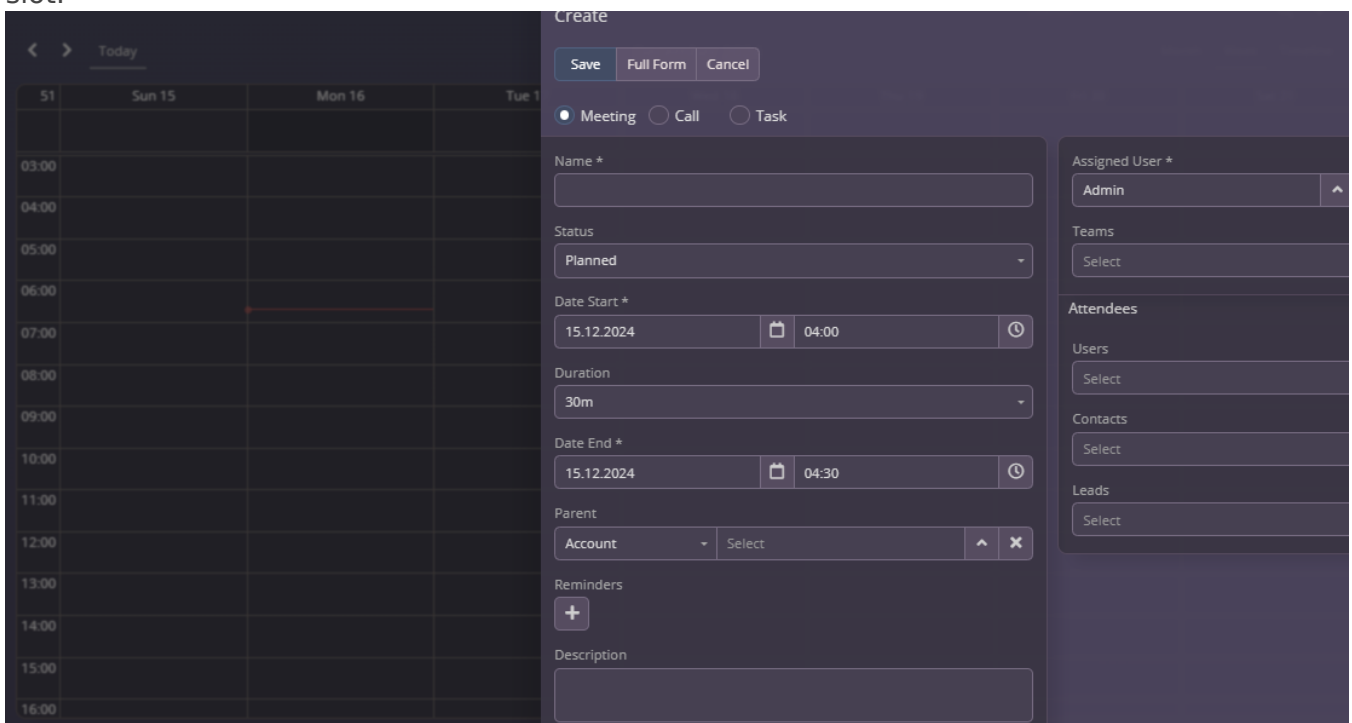 slot.
Create
Today
Save Full Form Cancel
51 Sun 15 Mon 16 Tue 1
Meeting Call Task
03:00
04:00
05:00
06:00
07:00
08:00
09:00
10:00
11:00
12:00
13:00
14:00
15:00
16:00
Name *
Status
Planned
Date Start *
15.12.2024 04:00
Duration
30m
Date End *
15.12.2024 04:30
Parent
Account Select
Reminders
Description
Assigned User *
Admin
Teams
Select
Attendees
Users
Select
Contacts
Select
Leads
Select